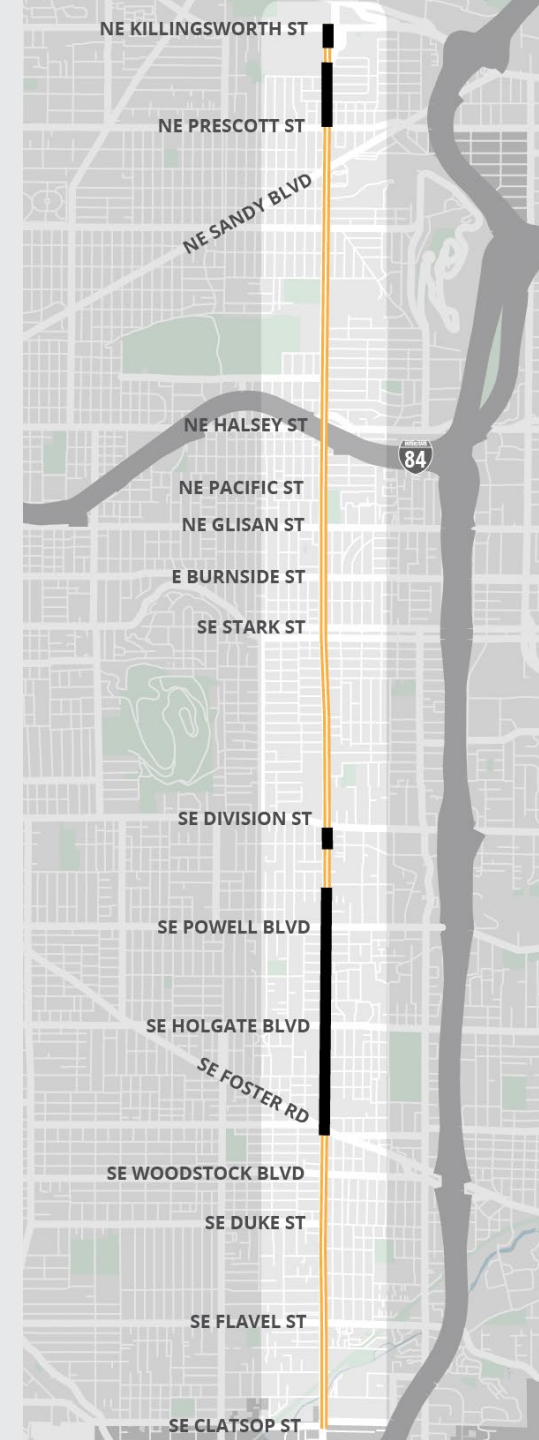 NE KILLINGSWORTH ST
NE PRESCOTT ST
NE SANDY BLVD
NE HALSEY ST
84
NE PACIFIC ST
NE GLISAN ST
E BURNSIDE ST
SE STARK ST
SE DIVISION ST
SE POWELL BLVD
SE HOLGATE BLVD
SE FOSTER RD
SE WOODSTOCK BLVD
SE DUKE ST
SE FLAVEL ST
SE CLATSOP ST